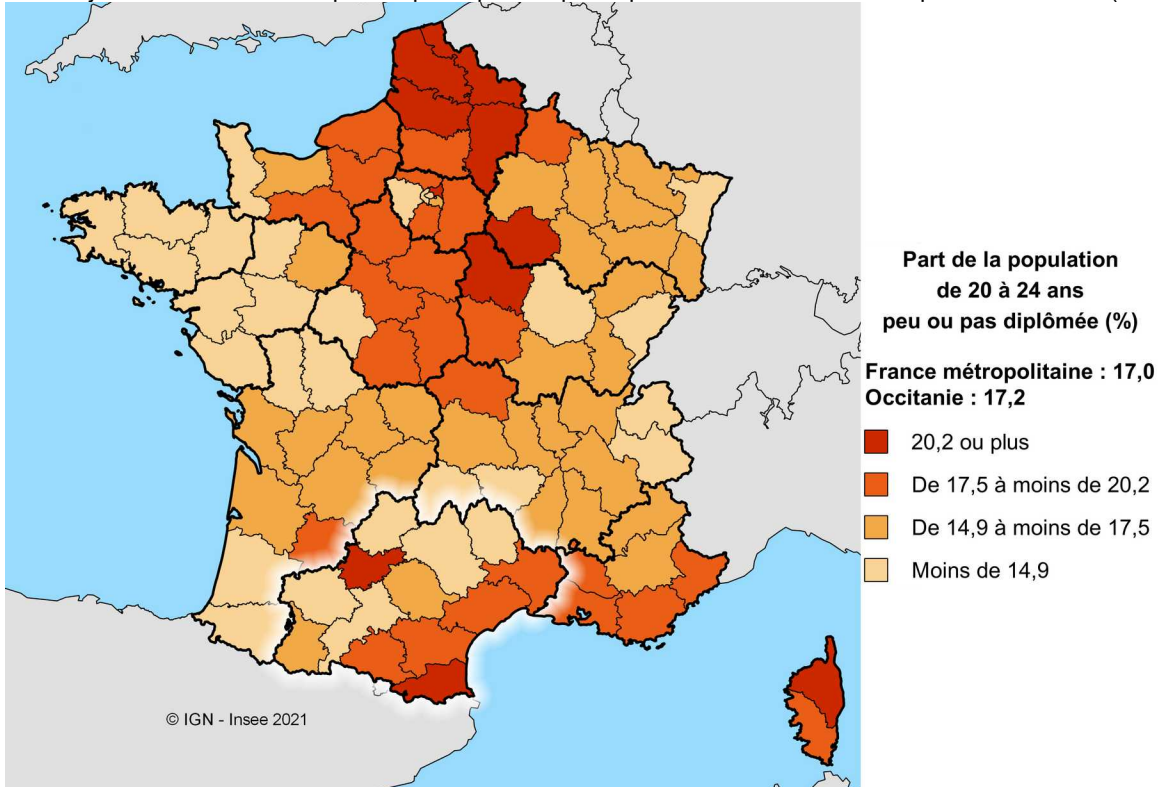 Part de la population
de 20 à 24 ans
peu ou pas diplômée (%)
France métropolitaine : 17,0
Occitanie : 17,2
20,2 ou plus
De 17,5 à moins de 20,2
De 14,9 à moins de 17,5
Moins de 14,9
© IGN - Insee 2021